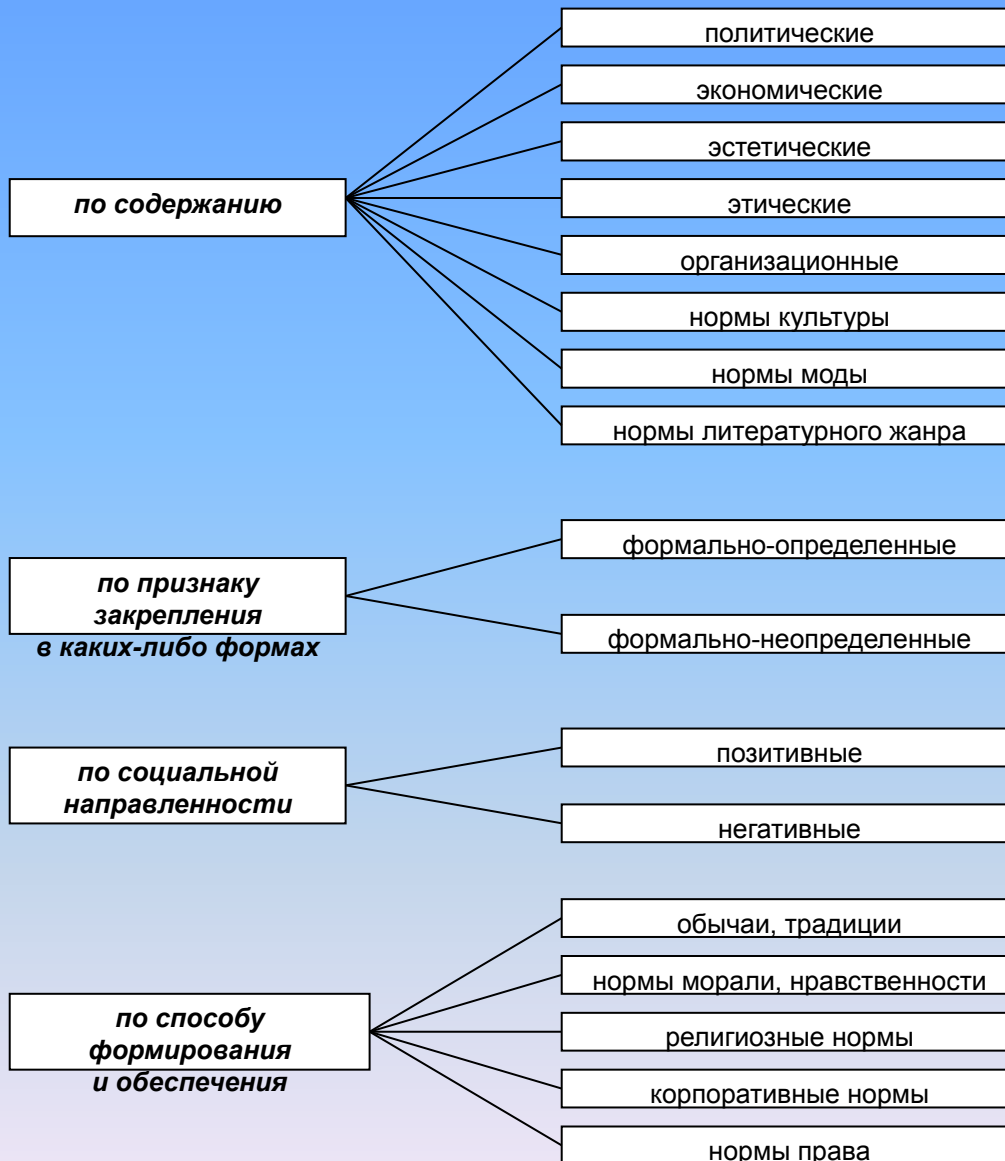 по содержанию
политические
экономические
эстетические
этические
организационные
нормы культуры
нормы моды
нормы литературного жанра
по признаку
закрепления
в каких-либо формах
формально-определенные
формально-неопределенные
по социальной
направленности
позитивные
негативные
по способу
формирования
и обеспечения
обычаи, традиции
нормы морали, нравственности
религиозные нормы
корпоративные нормы
нормы права